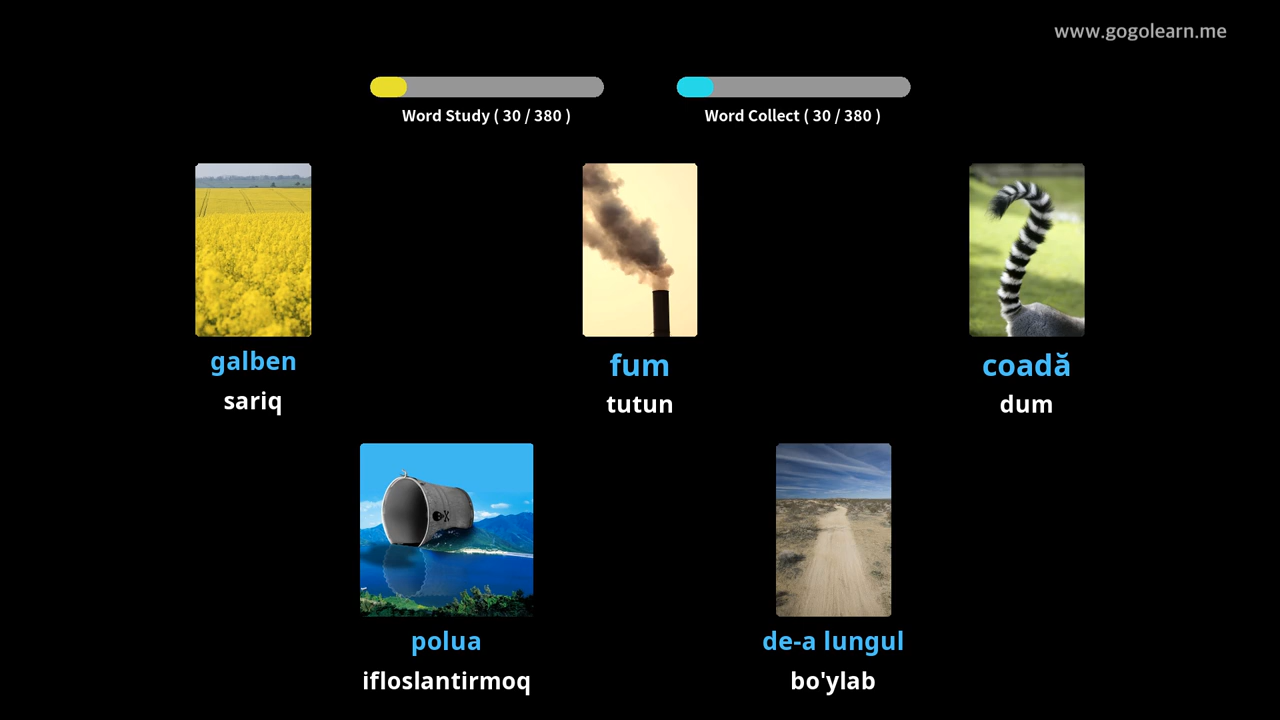 www.gogolearn.me
Word Study ( 30 / 380 )
Word Collect ( 30 / 380 )
galben
sariq
fum
tutun
coadă
dum
polua
ifloslantirmoq
de-a lungul
bo'ylab